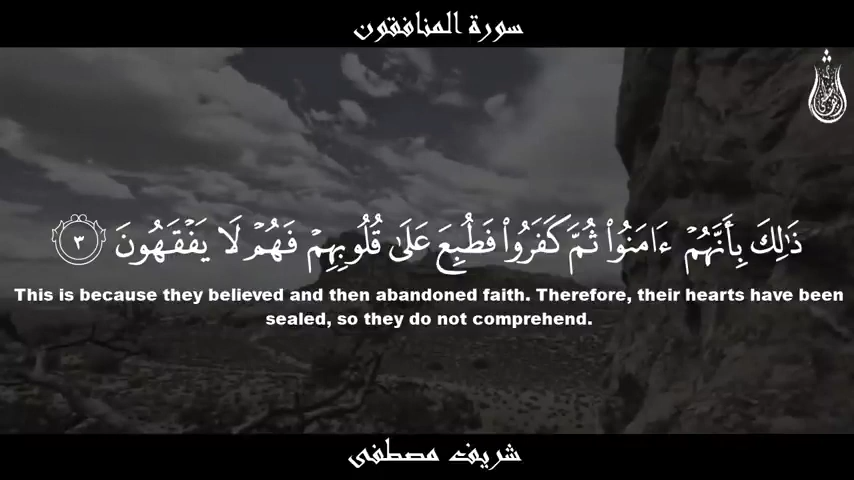 سورة المنافقون
ذَٰلِكَ بِأَنَّهُمْ ءَامَنُوا۟ ثُمَّ كَفَرُوا۟ فَطُبِعَ عَلَىٰ قُلُوبِهِمْ فَهُمْ لَا يَفْقَهُونَ ٣
This is because they believed and then abandoned faith. Therefore, their hearts have been
sealed, so they do not comprehend.
شريف مصطفى